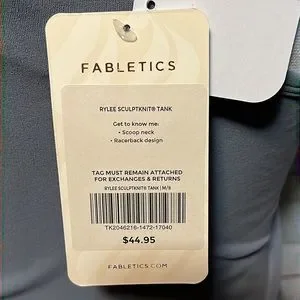 FABLETICS
RYLEE SCULPTKNIT® TANK
Get to know me:
• Scoop neck
• Racerback design
TAG MUST REMAIN ATTACHED
FOR EXCHANGES & RETURNS
RYLEE SCULPTKNIT® TANK | M/8
TK2046216-1472-17040
$44.95
FABLETICS.COM